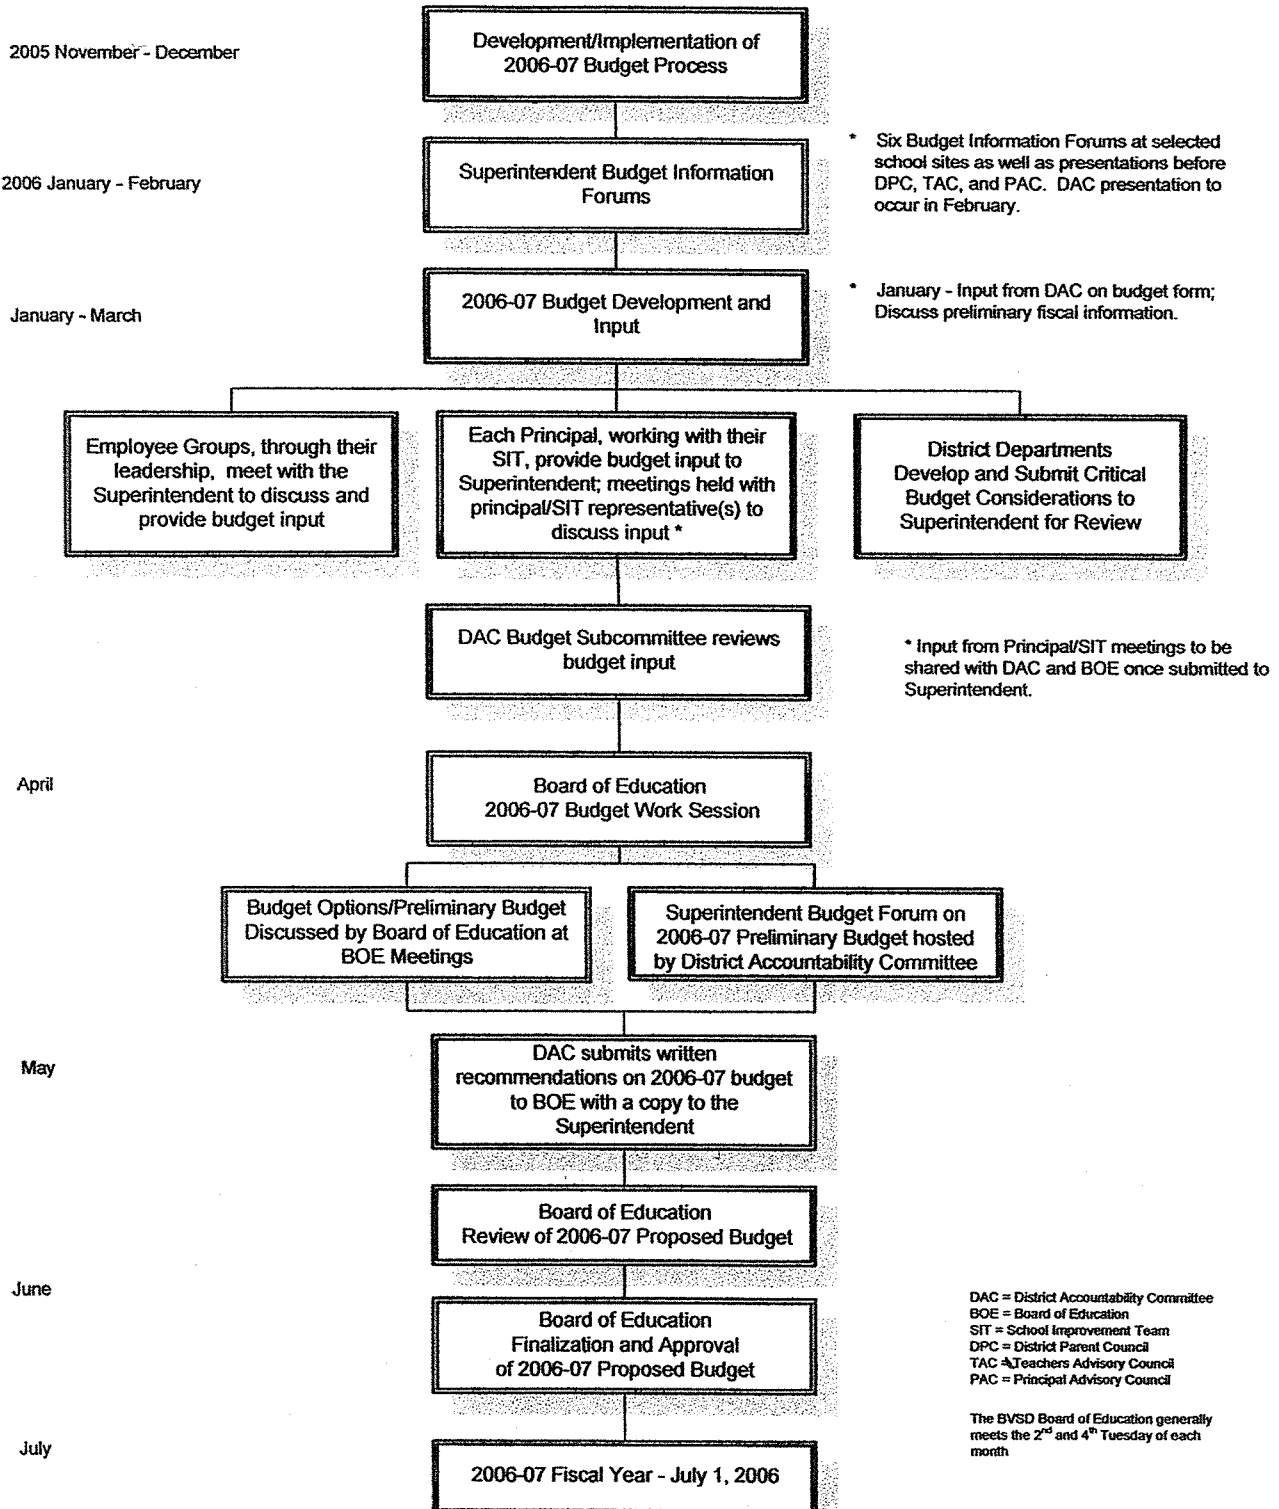 2005 November - December
Development/Implementation of
2006-07 Budget Process
2006 January - February
Superintendent Budget Information
Forums
* Six Budget Information Forums at selected
school sites as well as presentations before
DPC, TAC, and PAC. DAC presentation to
occur in February.
January - March
2006-07 Budget Development and
Input
* January - Input from DAC on budget form;
Discuss preliminary fiscal information.
Employee Groups, through their
leadership, meet with the
Superintendent to discuss and
provide budget input
Each Principal, working with their
SIT, provide budget input to
Superintendent; meetings held with
principal/SIT representative(s) to
discuss input *
District Departments
Develop and Submit Critical
Budget Considerations to
Superintendent for Review
DAC Budget Subcommittee reviews
budget input
* Input from Principal/SIT meetings to be
shared with DAC and BOE once submitted to
Superintendent.
April
Board of Education
2006-07 Budget Work Session
Budget Options/Preliminary Budget
Discussed by Board of Education at
BOE Meetings
Superintendent Budget Forum on
2006-07 Preliminary Budget hosted
by District Accountability Committee
May
DAC submits written
recommendations on 2006-07 budget
to BOE with a copy to the
Superintendent
Board of Education
Review of 2006-07 Proposed Budget
June
Board of Education
Finalization and Approval
of 2006-07 Proposed Budget
DAC = District Accountability Committee
BOE = Board of Education
SIT = School Improvement Team
DPC = District Parent Council
TAC = Teachers Advisory Council
PAC = Principal Advisory Council
The BVSD Board of Education generally
meets the 2nd and 4th Tuesday of each
month
July
2006-07 Fiscal Year - July 1, 2006